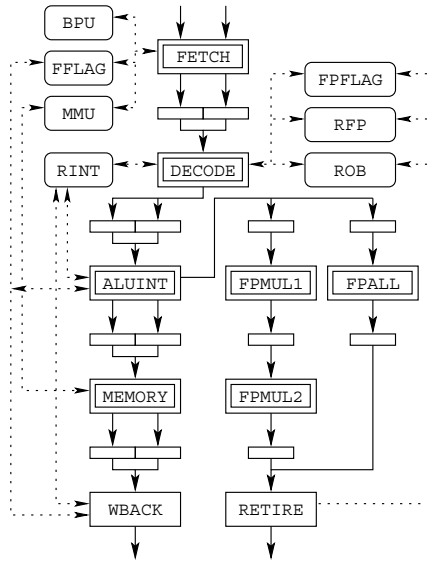 BPU
FETCH
FFLAG
FPFLAG
MMU
RFP
RINT
DECODE
ROB
ALUINT
FPMUL1
FPALL
MEMORY
FPMUL2
WBACK
RETIRE